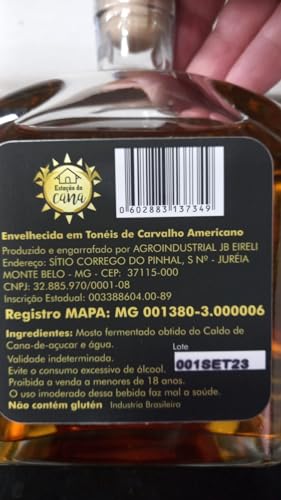 Estação da
cana
0 602883 137349
Envelhecida em Tonéis de Carvalho Americano
Produzido e engarrafado por AGROINDUSTRIAL JB EIRELI
Endereço: SÍTIO CORREGO DO PINHAL, S Nº - JURÉIA
MONTE BELO - MG - CEP: 37115-000
CNPJ: 32.885.970/0001-08
Inscrição Estadual: 003388604.00-89
Registro MAPA: MG 001380-3.000006
Ingredientes: Mosto fermentado obtido do Caldo de
Cana-de-açucar e água.
Validade indeterminada.
Lote
001SET23
Evite o consumo excessivo de álcool.
Proibida a venda a menores de 18 anos.
O uso imoderado dessa bebida faz mal a saúde.
Não contém glutén Industria Brasileira